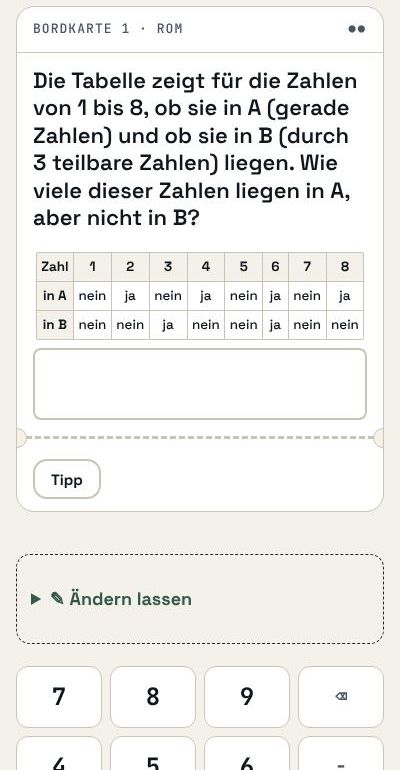 BORDKARTE 1 · ROM
Die Tabelle zeigt für die Zahlen
von 1 bis 8, ob sie in A (gerade
Zahlen) und ob sie in B (durch
3 teilbare Zahlen) liegen. Wie
viele dieser Zahlen liegen in A,
aber nicht in B?
Zahl 1 2 3 4 5 6 7 8
in A nein ja nein ja nein ja nein ja
in B nein nein ja nein nein ja nein nein
Tipp
▶ ✎ Ändern lassen
7 8 9 ⌫
4 5 6 –